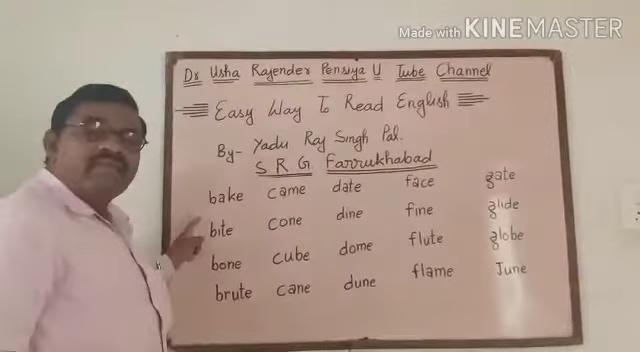 Made with KINEMASTER
Dr Usha Rajender Pensiya U Tube Channel
Easy Way To Read English
By- Yadu Raj Singh Pal.
S R G Farrukhabad
bake came date face gate
bite cone dine fine glide
bone cube dome flute globe
brute cane dune flame June